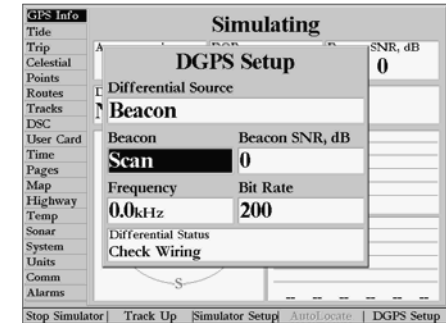 GPS Info
Tide
Trip
Celestial
Points
Routes
Tracks
DSC
User Card
Time
Pages
Map
Highway
Temp
Sonar
System
Units
Comm
Alarms
Simulating
SNR, dB
0
DGPS Setup
Differential Source
Beacon
Beacon Beacon SNR, dB
Scan 0
Frequency Bit Rate
0.0kHz 200
Differential Status
Check Wiring
S
Stop Simulator Track Up Simulator Setup AutoLocate DGPS Setup